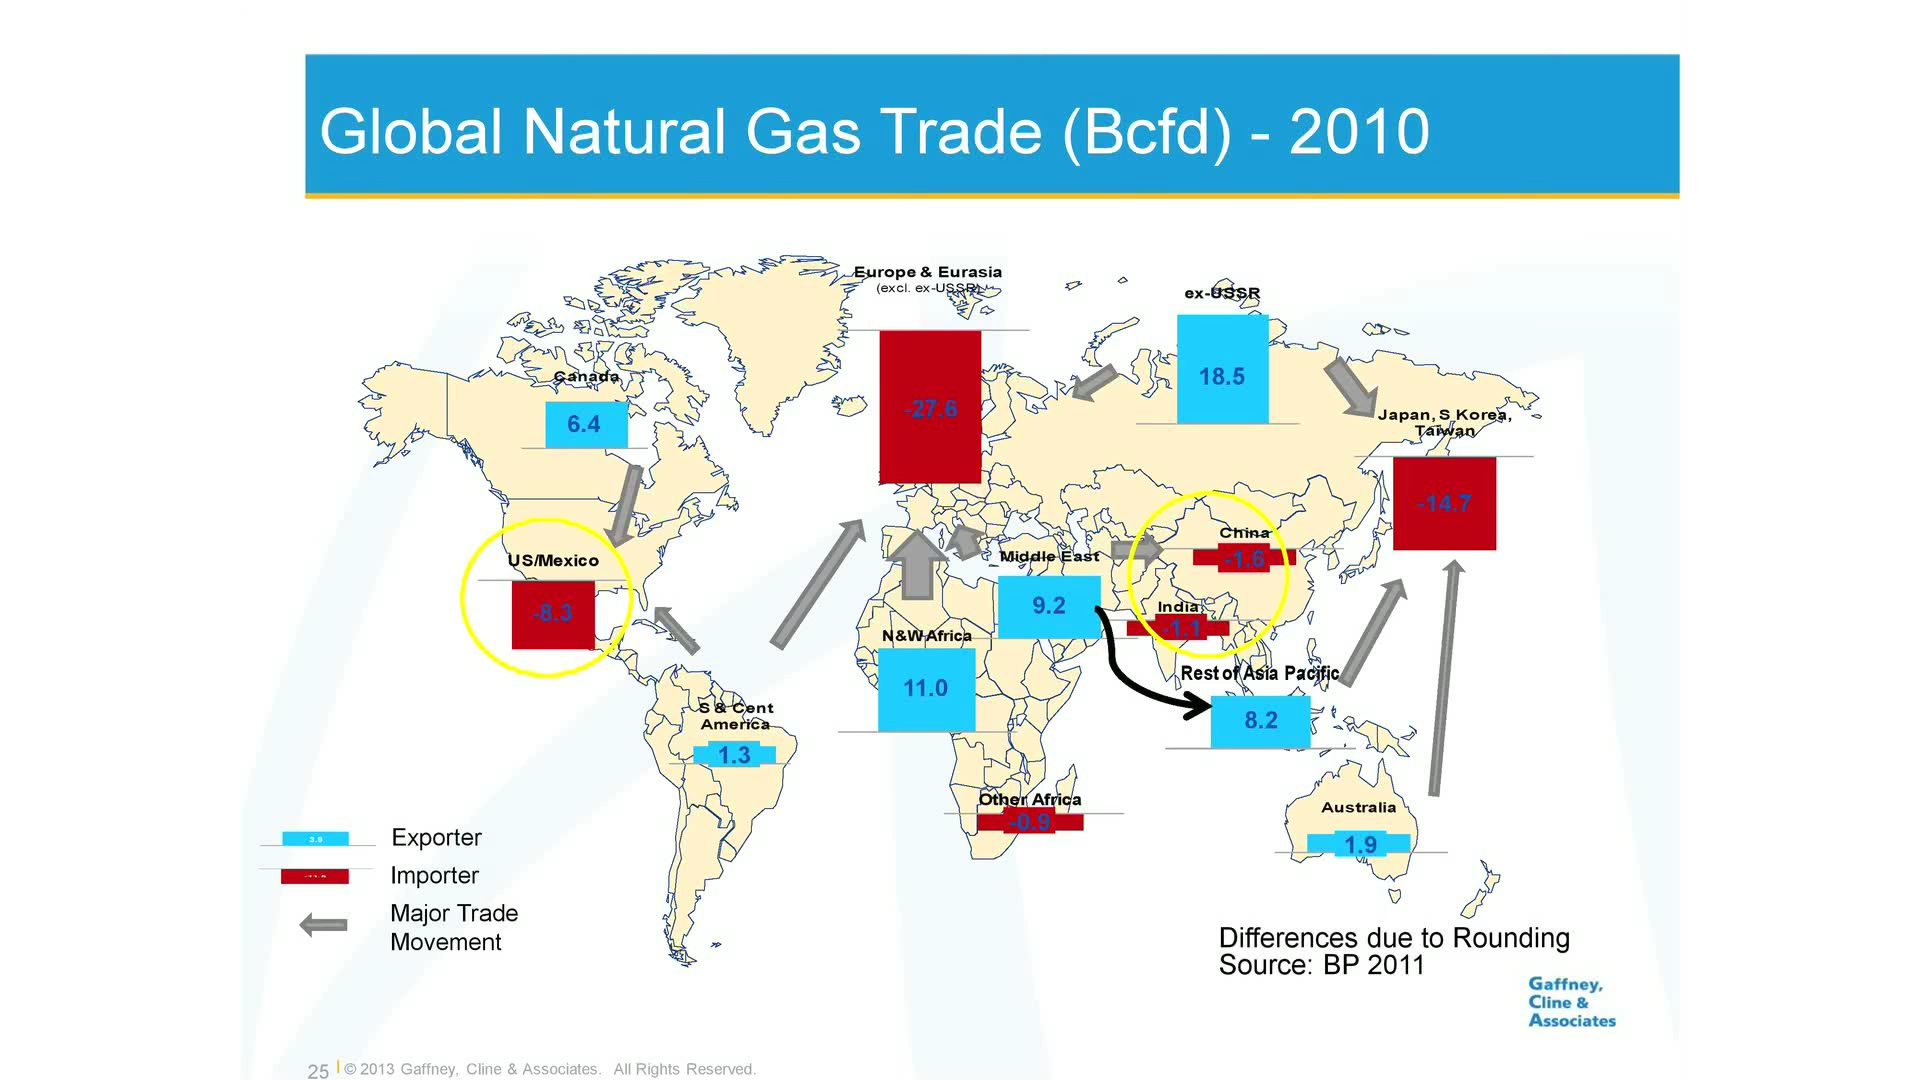 Global Natural Gas Trade (Bcfd) - 2010
Europe & Eurasia
(excl. ex-USSR)
-27.6
ex-USSR
18.5
Canada
6.4
Japan, S Korea,
Taiwan
-14.7
US/Mexico
-8.3
China
-1.6
Middle East
9.2
India
-1.1
N&W Africa
11.0
Rest of Asia Pacific
8.2
S & Cent
America
1.3
Other Africa
-0.9
Australia
1.9
3.9
Exporter
Importer
Major Trade
Movement
Differences due to Rounding
Source: BP 2011
Gaffney,
Cline &
Associates
25 © 2013 Gaffney, Cline & Associates. All Rights Reserved.